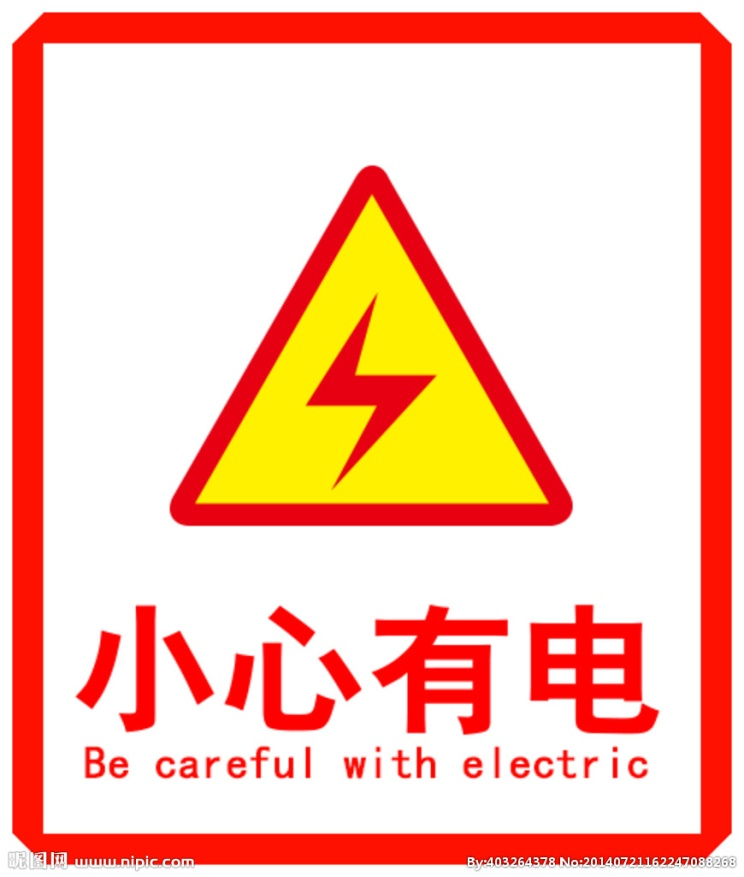 小心有电
Be careful with electric
昵图网 www.nipic.com
By:403264378 No:20140721162247088268